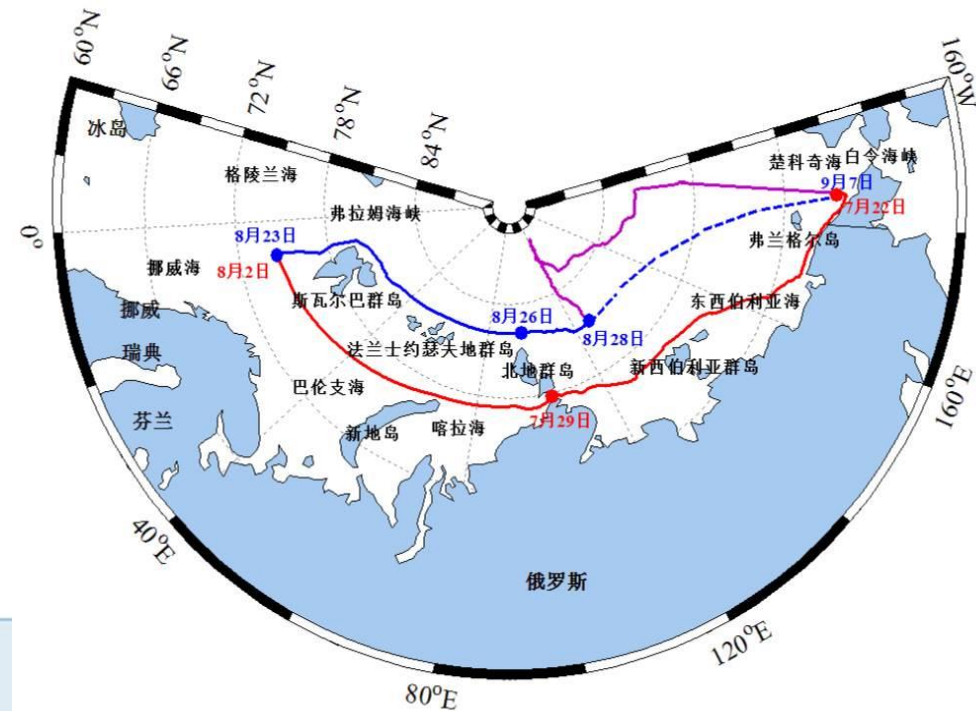 60°N
66°N
72°N
78°N
84°N
160°W
冰岛
格陵兰海
楚科奇海
白令海峡
9月7日
7月22日
弗拉姆海峡
0°
8月23日
8月2日
弗兰格尔岛
挪威海
斯瓦尔巴群岛
东西伯利亚海
挪威
8月26日
8月28日
瑞典
法兰士约瑟夫地群岛
北地群岛
新西伯利亚群岛
巴伦支海
160°E
芬兰
新地岛
喀拉海
7月29日
40°E
俄罗斯
120°E
80°E